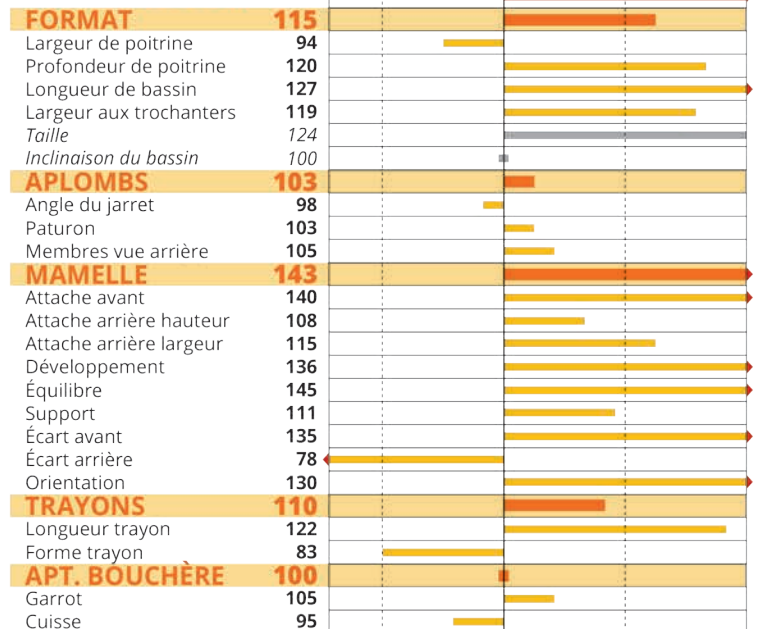 FORMAT 115
Largeur de poitrine 94
Profondeur de poitrine 120
Longueur de bassin 127
Largeur aux trochanters 119
Taille 124
Inclinaison du bassin 100
APLOMBS 103
Angle du jarret 98
Paturon 103
Membres vue arrière 105
MAMELLE 143
Attache avant 140
Attache arrière hauteur 108
Attache arrière largeur 115
Développement 136
Équilibre 145
Support 111
Écart avant 135
Écart arrière 78
Orientation 130
TRAYONS 110
Longueur trayon 122
Forme trayon 83
APT. BOUCHÈRE 100
Garrot 105
Cuisse 95